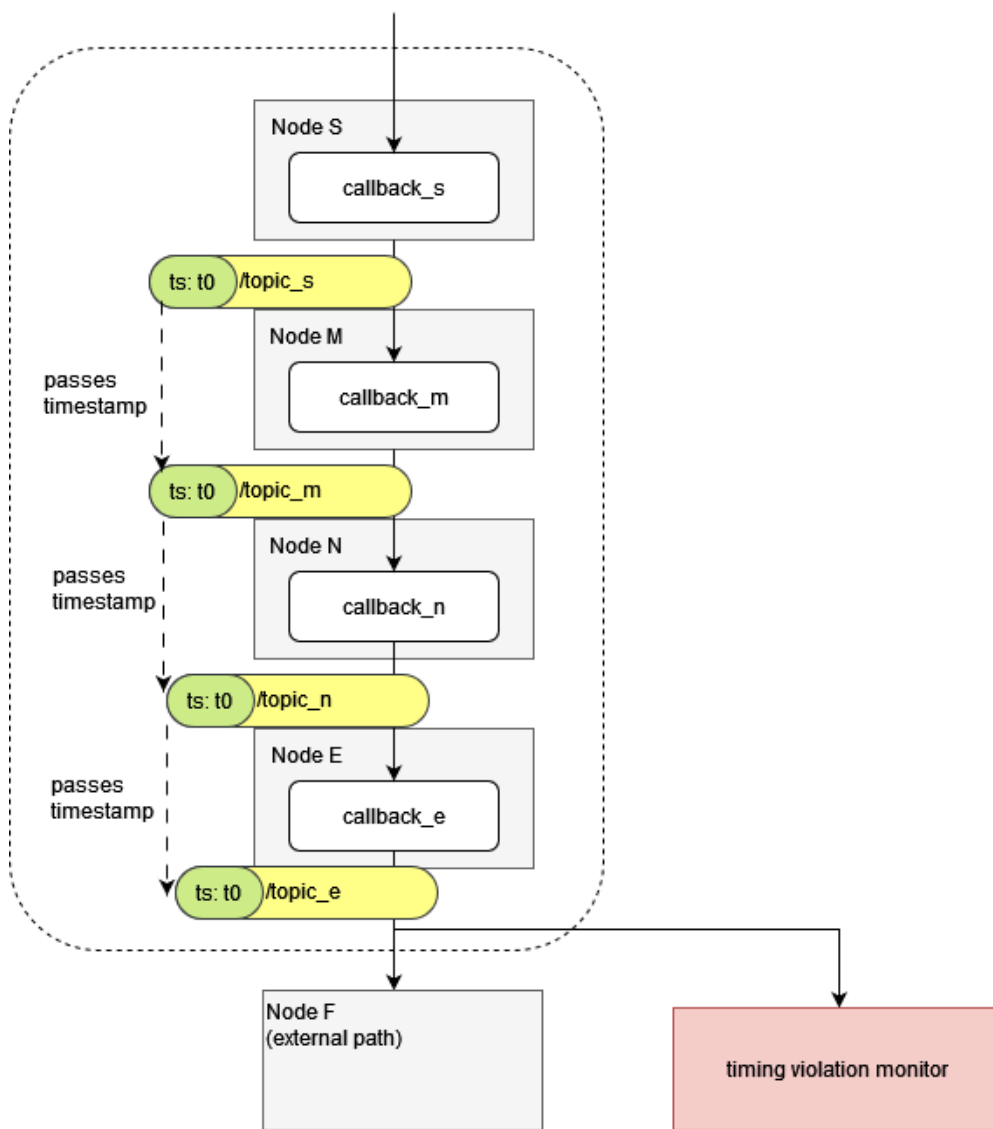 Node S
callback_s
ts: t0
/topic_s
Node M
passes
timestamp
callback_m
ts: t0
/topic_m
Node N
passes
timestamp
callback_n
ts: t0
/topic_n
Node E
passes
timestamp
callback_e
ts: t0
/topic_e
Node F
(external path)
timing violation monitor